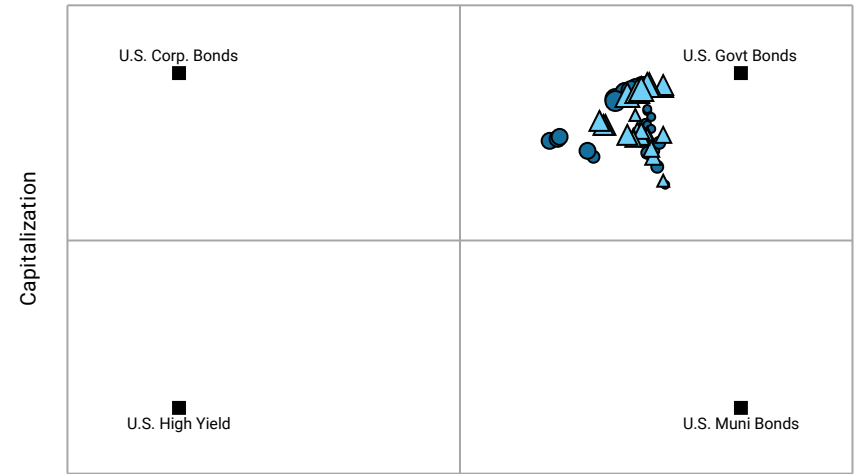 U.S. Corp. Bonds
U.S. Govt Bonds
Capitalization
U.S. High Yield
U.S. Muni Bonds